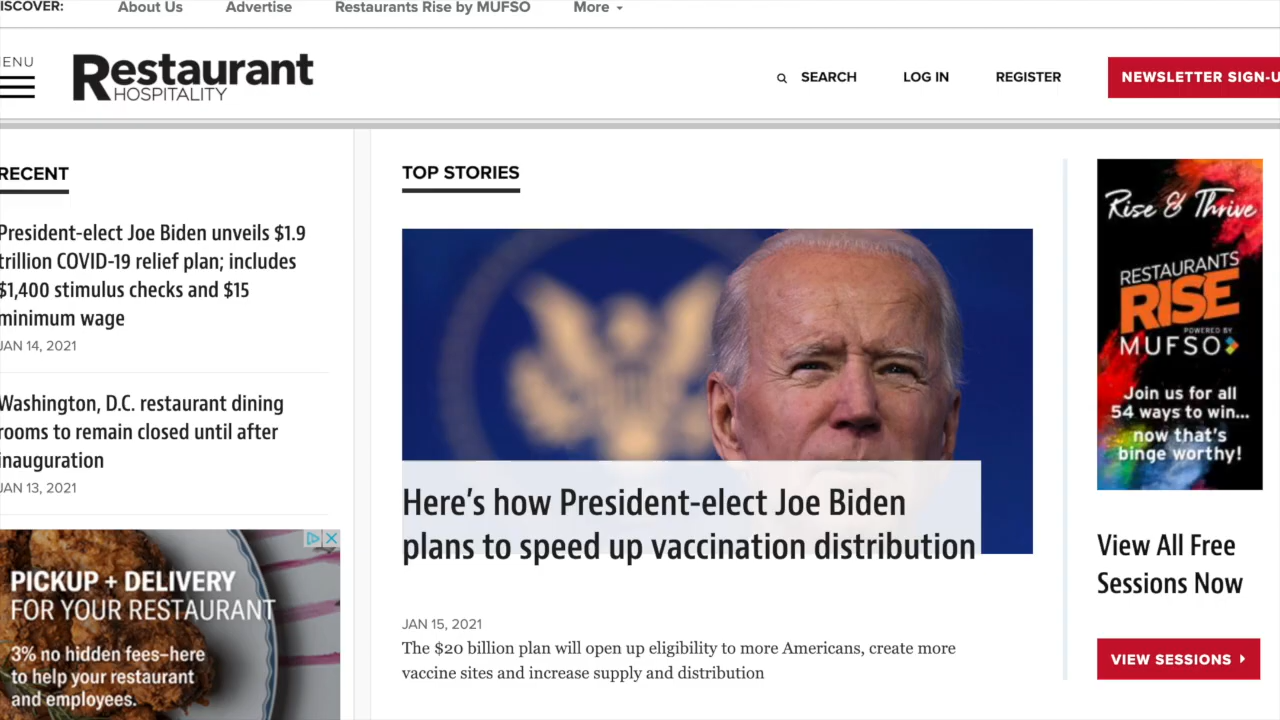 ISCOVER: About Us Advertise Restaurants Rise by MUFSO More
ENU
Restaurant
HOSPITALITY
SEARCH LOG IN REGISTER NEWSLETTER SIGN-U
RECENT
President-elect Joe Biden unveils $1.9
trillion COVID-19 relief plan; includes
$1,400 stimulus checks and $15
minimum wage
JAN 14, 2021
Washington, D.C. restaurant dining
rooms to remain closed until after
inauguration
JAN 13, 2021
PICKUP + DELIVERY
FOR YOUR RESTAURANT
3% no hidden fees–here
to help your restaurant
and employees.
TOP STORIES
Here’s how President-elect Joe Biden
plans to speed up vaccination distribution
JAN 15, 2021
The $20 billion plan will open up eligibility to more Americans, create more
vaccine sites and increase supply and distribution
Rise & Thrive
RESTAURANTS
RISE
POWERED BY
MUFSO
Join us for all
54 ways to win...
now that’s
binge worthy!
View All Free
Sessions Now
VIEW SESSIONS